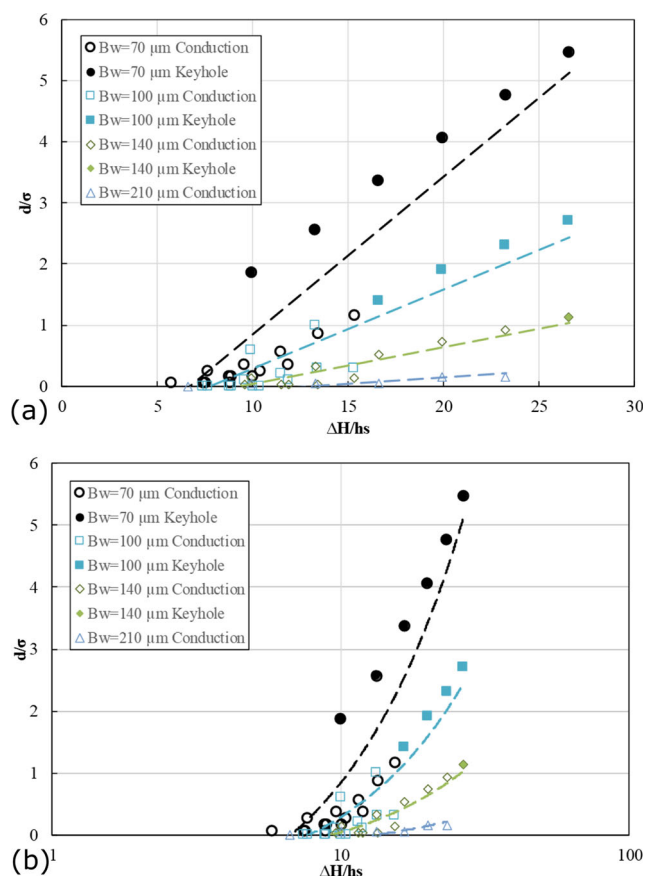 6
5
4
3
2
1
0
d/σ
Bw=70 µm Conduction
Bw=70 µm Keyhole
Bw=100 µm Conduction
Bw=100 µm Keyhole
Bw=140 µm Conduction
Bw=140 µm Keyhole
Bw=210 µm Conduction
0 5 10 15 20 25 30
(a)
ΔH/hs
6
5
4
3
2
1
0
d/σ
Bw=70 µm Conduction
Bw=70 µm Keyhole
Bw=100 µm Conduction
Bw=100 µm Keyhole
Bw=140 µm Conduction
Bw=140 µm Keyhole
Bw=210 µm Conduction
1 10 100
(b)
ΔH/hs